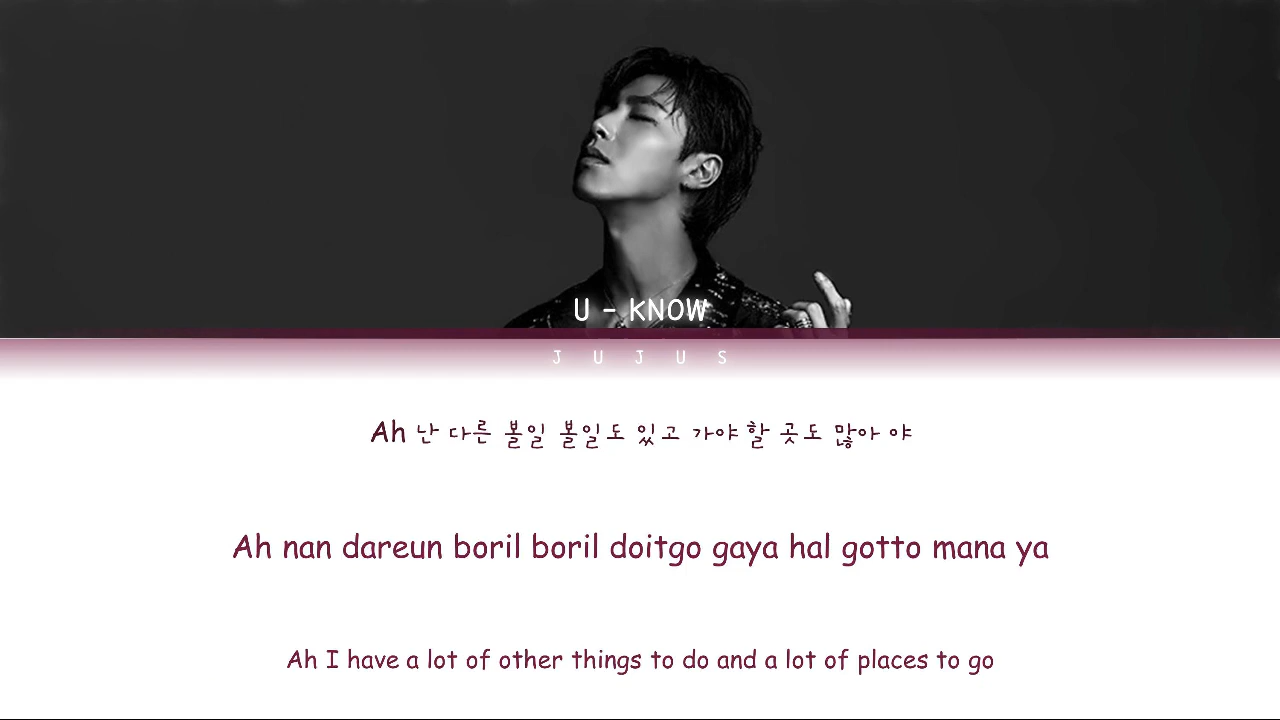 U - KNOW
J U J U S
Ah 난 다른 볼일 볼일도 있고 가야 할 곳도 많아 야
Ah nan dareun boril boril doitgo gaya hal gotto mana ya
Ah I have a lot of other things to do and a lot of places to go